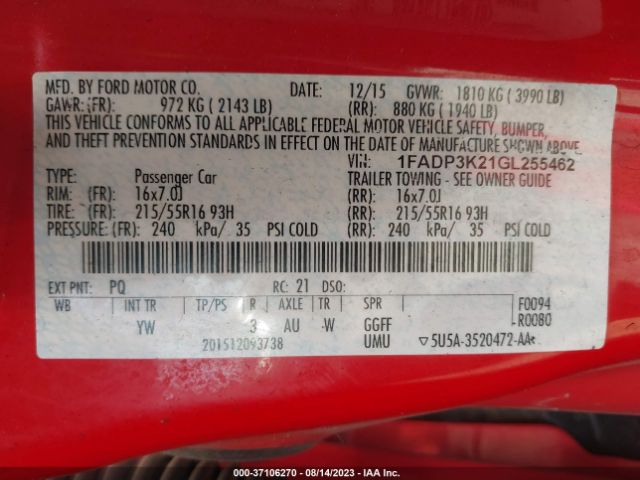 MFD. BY FORD MOTOR CO. DATE: 12/15 GVWR: 1810 KG ( 3990 LB)
GAWR: (FR): 972 KG ( 2143 LB) (RR): 880 KG ( 1940 LB)
THIS VEHICLE CONFORMS TO ALL APPLICABLE FEDERAL MOTOR VEHICLE SAFETY, BUMPER,
AND THEFT PREVENTION STANDARDS IN EFFECT ON THE DATE OF MANUFACTURE SHOWN ABOVE
VIN: 1FADP3K21GL255462
TYPE: Passenger Car TRAILER TOWING - SEE OWNER GUIDE
RIM: (FR): 16x7.0J (RR): 16x7.0J
TIRE: (FR): 215/55R16 93H (RR): 215/55R16 93H
PRESSURE: (FR): 240 kPa/ 35 PSI COLD (RR): 240 kPa/ 35 PSI COLD
EXT PNT: PQ RC: 21 DSO:
WB INT TR TP/PS R AXLE TR SPR F0094
YW 3 AU W GGFF R0080
201512093738 UMU ▽5U5A-3520472-AA*
000-37106270 - 08/14/2023 - IAA Inc.